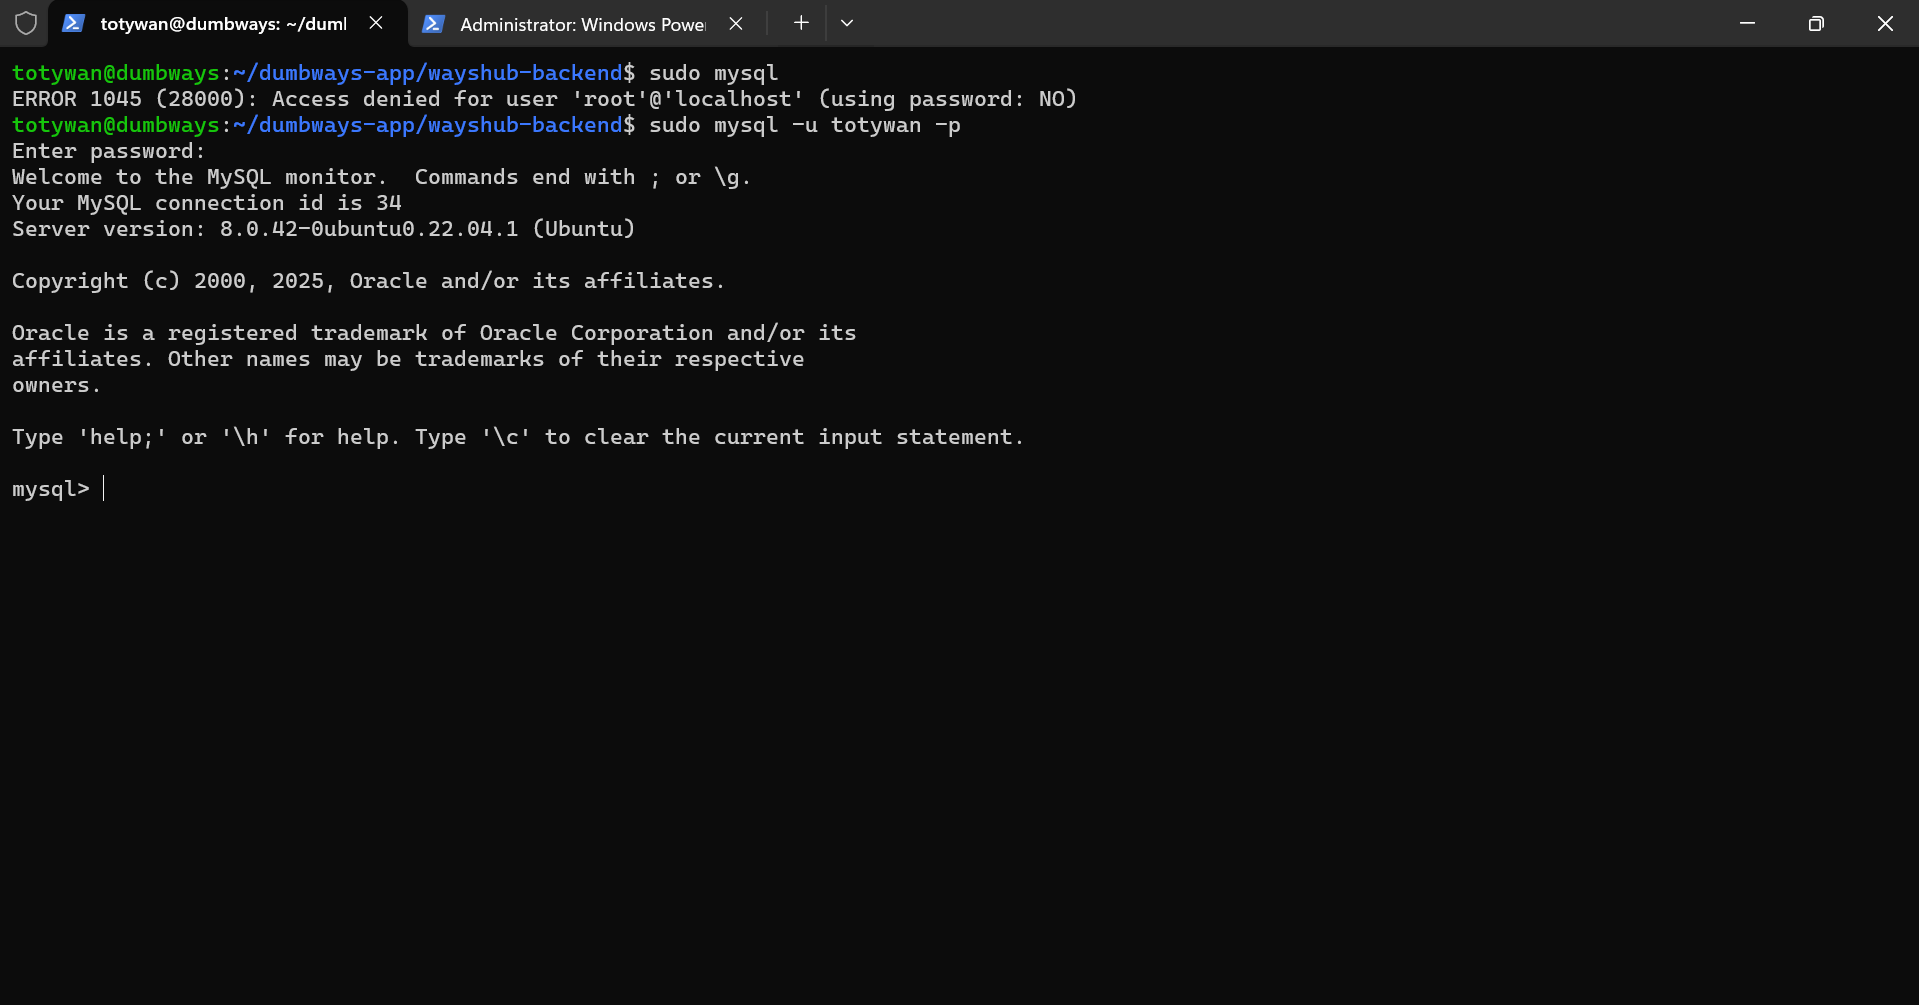 totywan@dumbways: ~/duml
Administrator: Windows Power
totywan@dumbways:~/dumbways-app/wayshub-backend$ sudo mysql
ERROR 1045 (28000): Access denied for user 'root'@'localhost' (using password: NO)
totywan@dumbways:~/dumbways-app/wayshub-backend$ sudo mysql -u totywan -p
Enter password:
Welcome to the MySQL monitor.  Commands end with ; or \g.
Your MySQL connection id is 34
Server version: 8.0.42-0ubuntu0.22.04.1 (Ubuntu)
Copyright (c) 2000, 2025, Oracle and/or its affiliates.
Oracle is a registered trademark of Oracle Corporation and/or its
affiliates. Other names may be trademarks of their respective
owners.
Type 'help;' or '\h' for help. Type '\c' to clear the current input statement.
mysql>